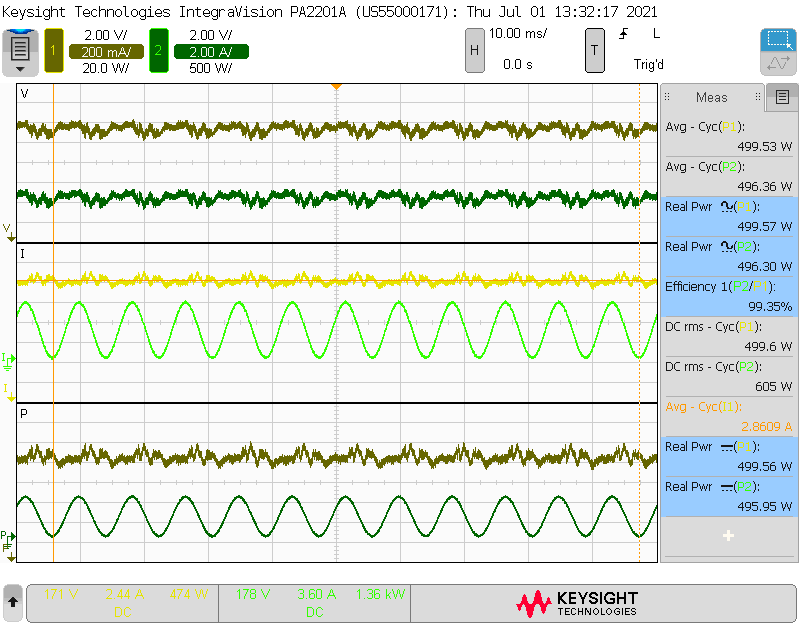 Keysight Technologies IntegraVision PA2201A (US55000171): Thu Jul 01 13:32:17 2021
1 2.00 V/ 2 2.00 V/ H 10.00 ms/ T L
200 mV/ 2.00 A/ 0.0 s Trig'd
20.0 W/ 500 W/
V
V
I
I
I
P
P
Meas
Avg - Cyc(P1):
499.53 W
Avg - Cyc(P2):
496.36 W
Real Pwr (P1):
499.57 W
Real Pwr (P2):
496.30 W
Efficiency 1(P2/P1):
99.35%
DC rms - Cyc(P1):
499.6 W
DC rms - Cyc(P2):
605 W
Avg - Cyc(I1):
2.8609 A
Real Pwr (P1):
499.56 W
Real Pwr (P2):
495.95 W
171 V 2.44 A 474 W 178 V 3.60 A 1.36 kW
DC DC
KEYSIGHT
TECHNOLOGIES